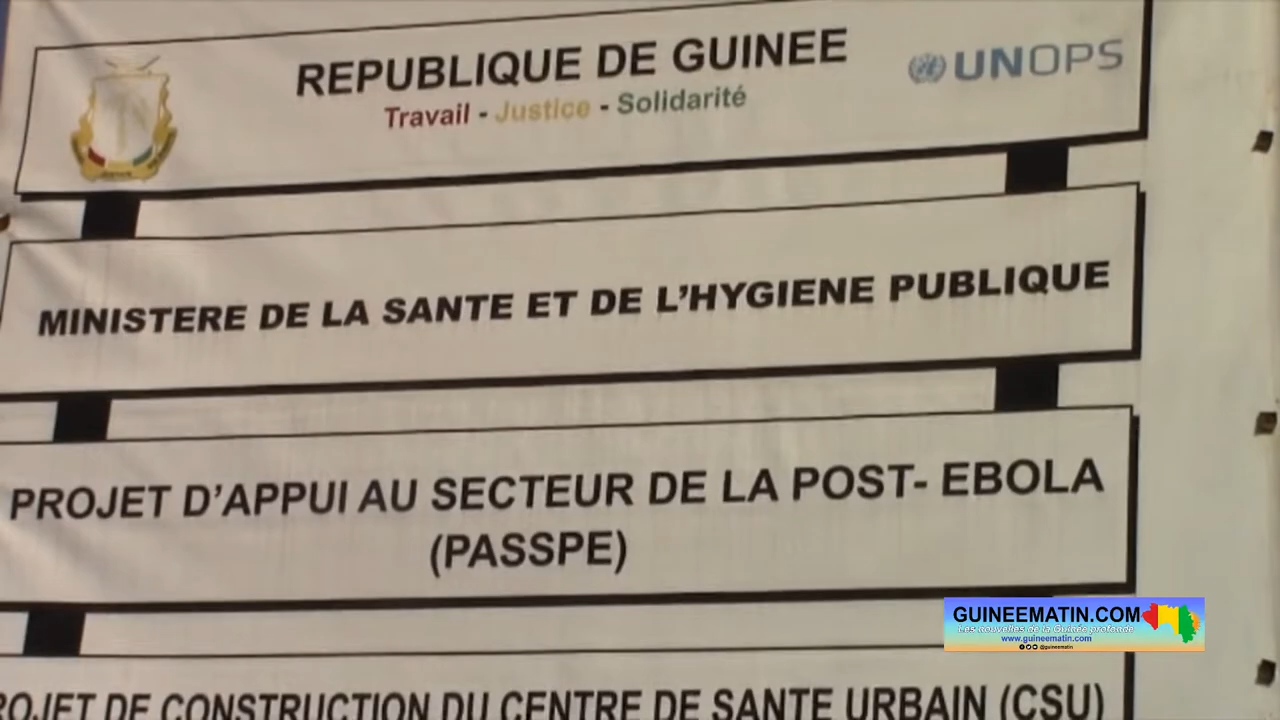 REPUBLIQUE DE GUINEE
Travail - Justice - Solidarité
UNOPS
MINISTERE DE LA SANTE ET DE L'HYGIENE PUBLIQUE
PROJET D'APPUI AU SECTEUR DE LA POST- EBOLA
(PASSPE)
GUINEEMATIN.COM
Les nouvelles de la Guinée profonde
www.guineematin.com
@guineematin
ROJET DE CONSTRUCTION DU CENTRE DE SANTE URBAIN (CSU)